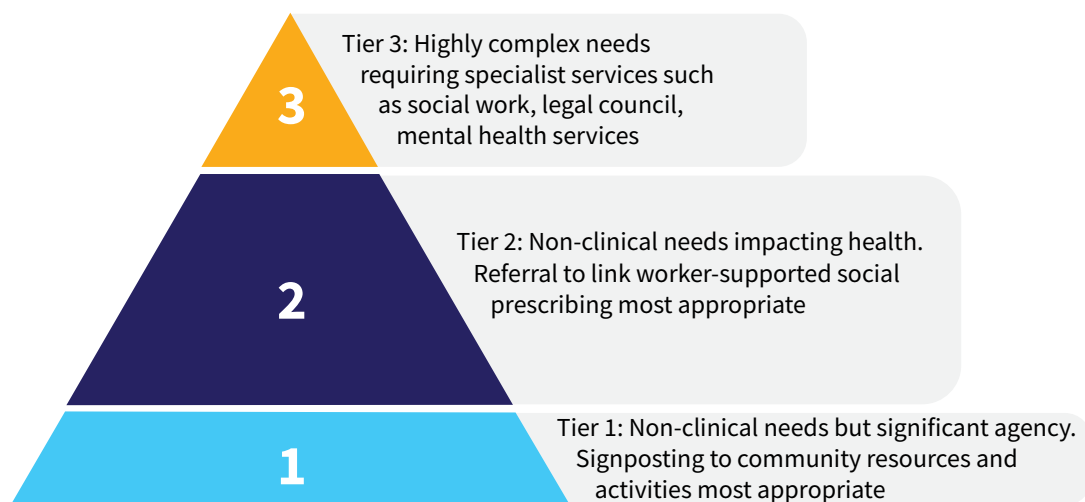 3
Tier 3: Highly complex needs
requiring specialist services such
as social work, legal council,
mental health services
2
Tier 2: Non-clinical needs impacting health.
Referral to link worker-supported social
prescribing most appropriate
1
Tier 1: Non-clinical needs but significant agency.
Signposting to community resources and
activities most appropriate